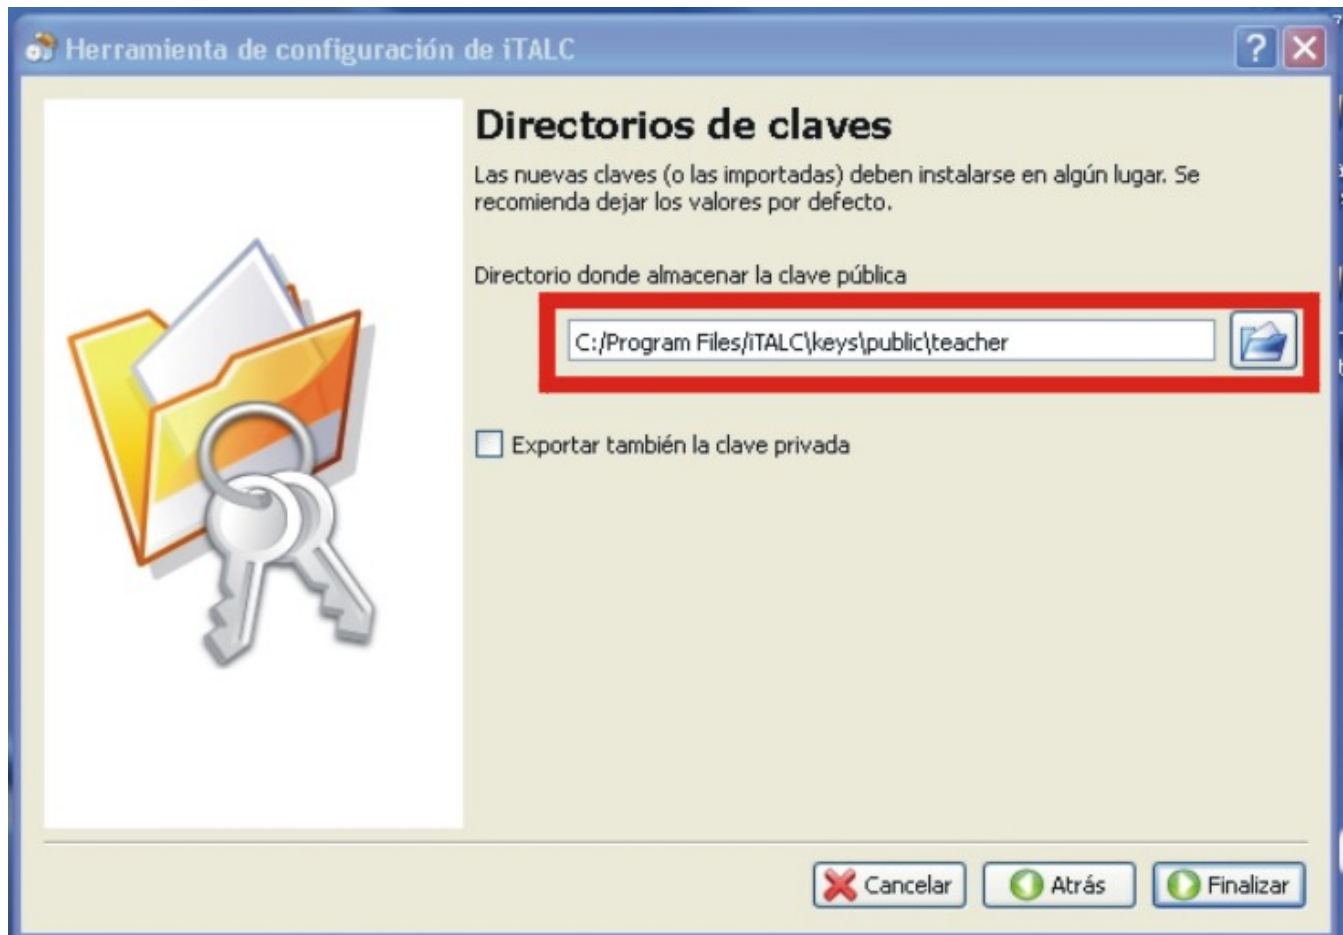 Herramienta de configuración de iTALC
Directorios de claves
Las nuevas claves (o las importadas) deben instalarse en algún lugar. Se
recomienda dejar los valores por defecto.
Directorio donde almacenar la clave pública
C:/Program Files/iTALC\keys\public\teacher
Exportar también la clave privada
Cancelar
Atrás
Finalizar